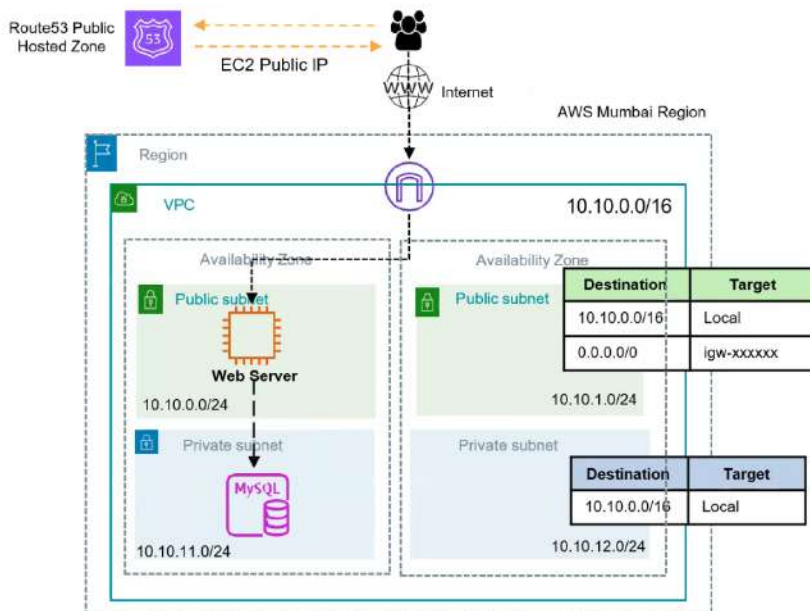 Route53 Public
Hosted Zone
53
EC2 Public IP
WWW
Internet
AWS Mumbai Region
Region
VPC
10.10.0.0/16
Availability Zone
Availability Zone
Public subnet
Public subnet
Destination Target
10.10.0.0/16 Local
0.0.0.0/0 igw-xxxxxx
Web Server
10.10.0.0/24
10.10.1.0/24
Private subnet
Private subnet
MySQL
Destination Target
10.10.0.0/16 Local
10.10.11.0/24
10.10.12.0/24